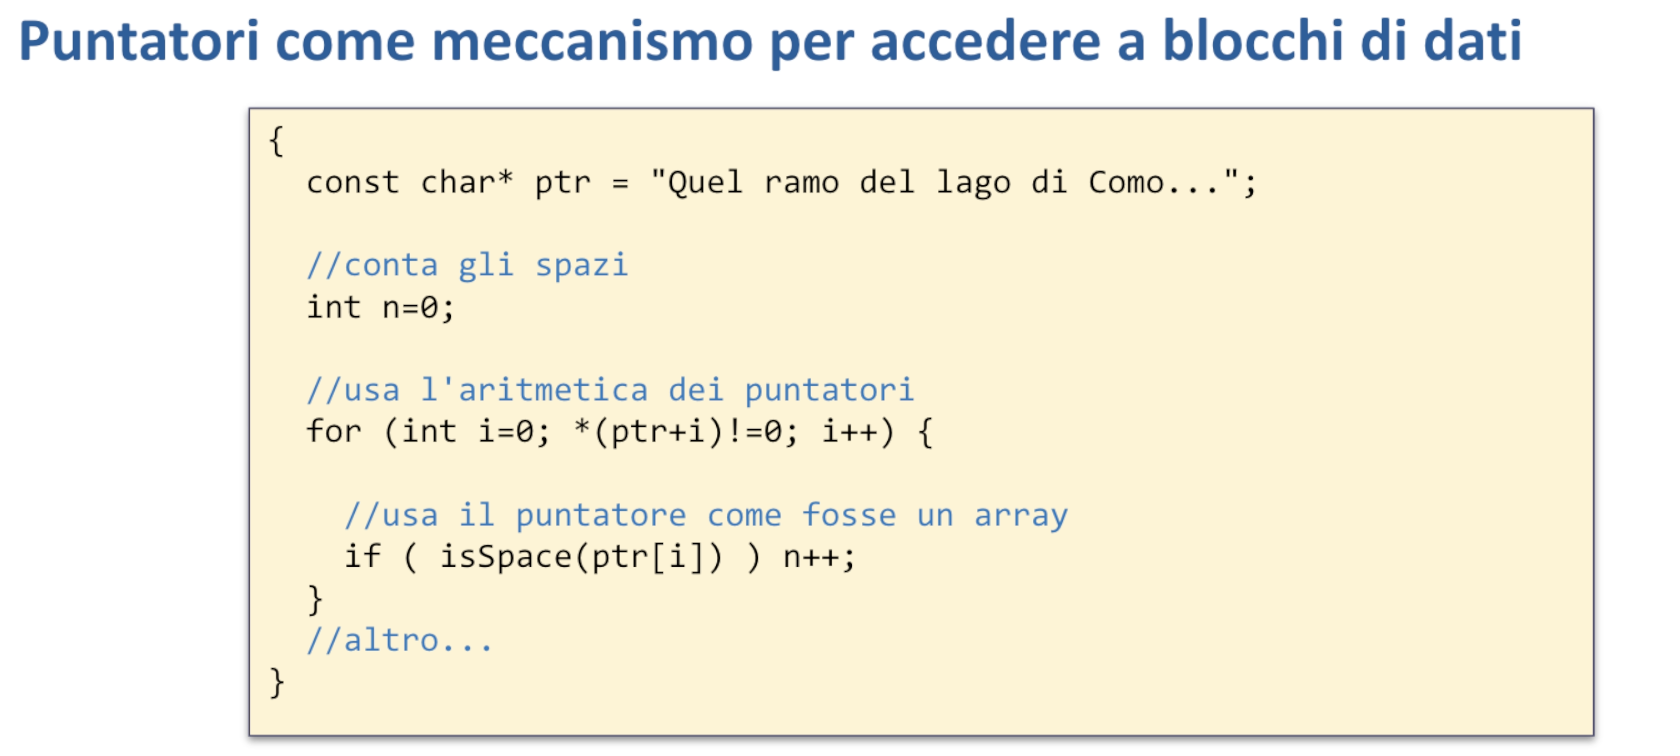 Puntatori come meccanismo per accedere a blocchi di dati
{
const char* ptr = "Quel ramo del lago di Como...";
//conta gli spazi
int n=0;
//usa l'aritmetica dei puntatori
for (int i=0; *(ptr+i)!=0; i++) {
//usa il puntatore come fosse un array
if ( isSpace(ptr[i]) ) n++;
}
//altro...
}